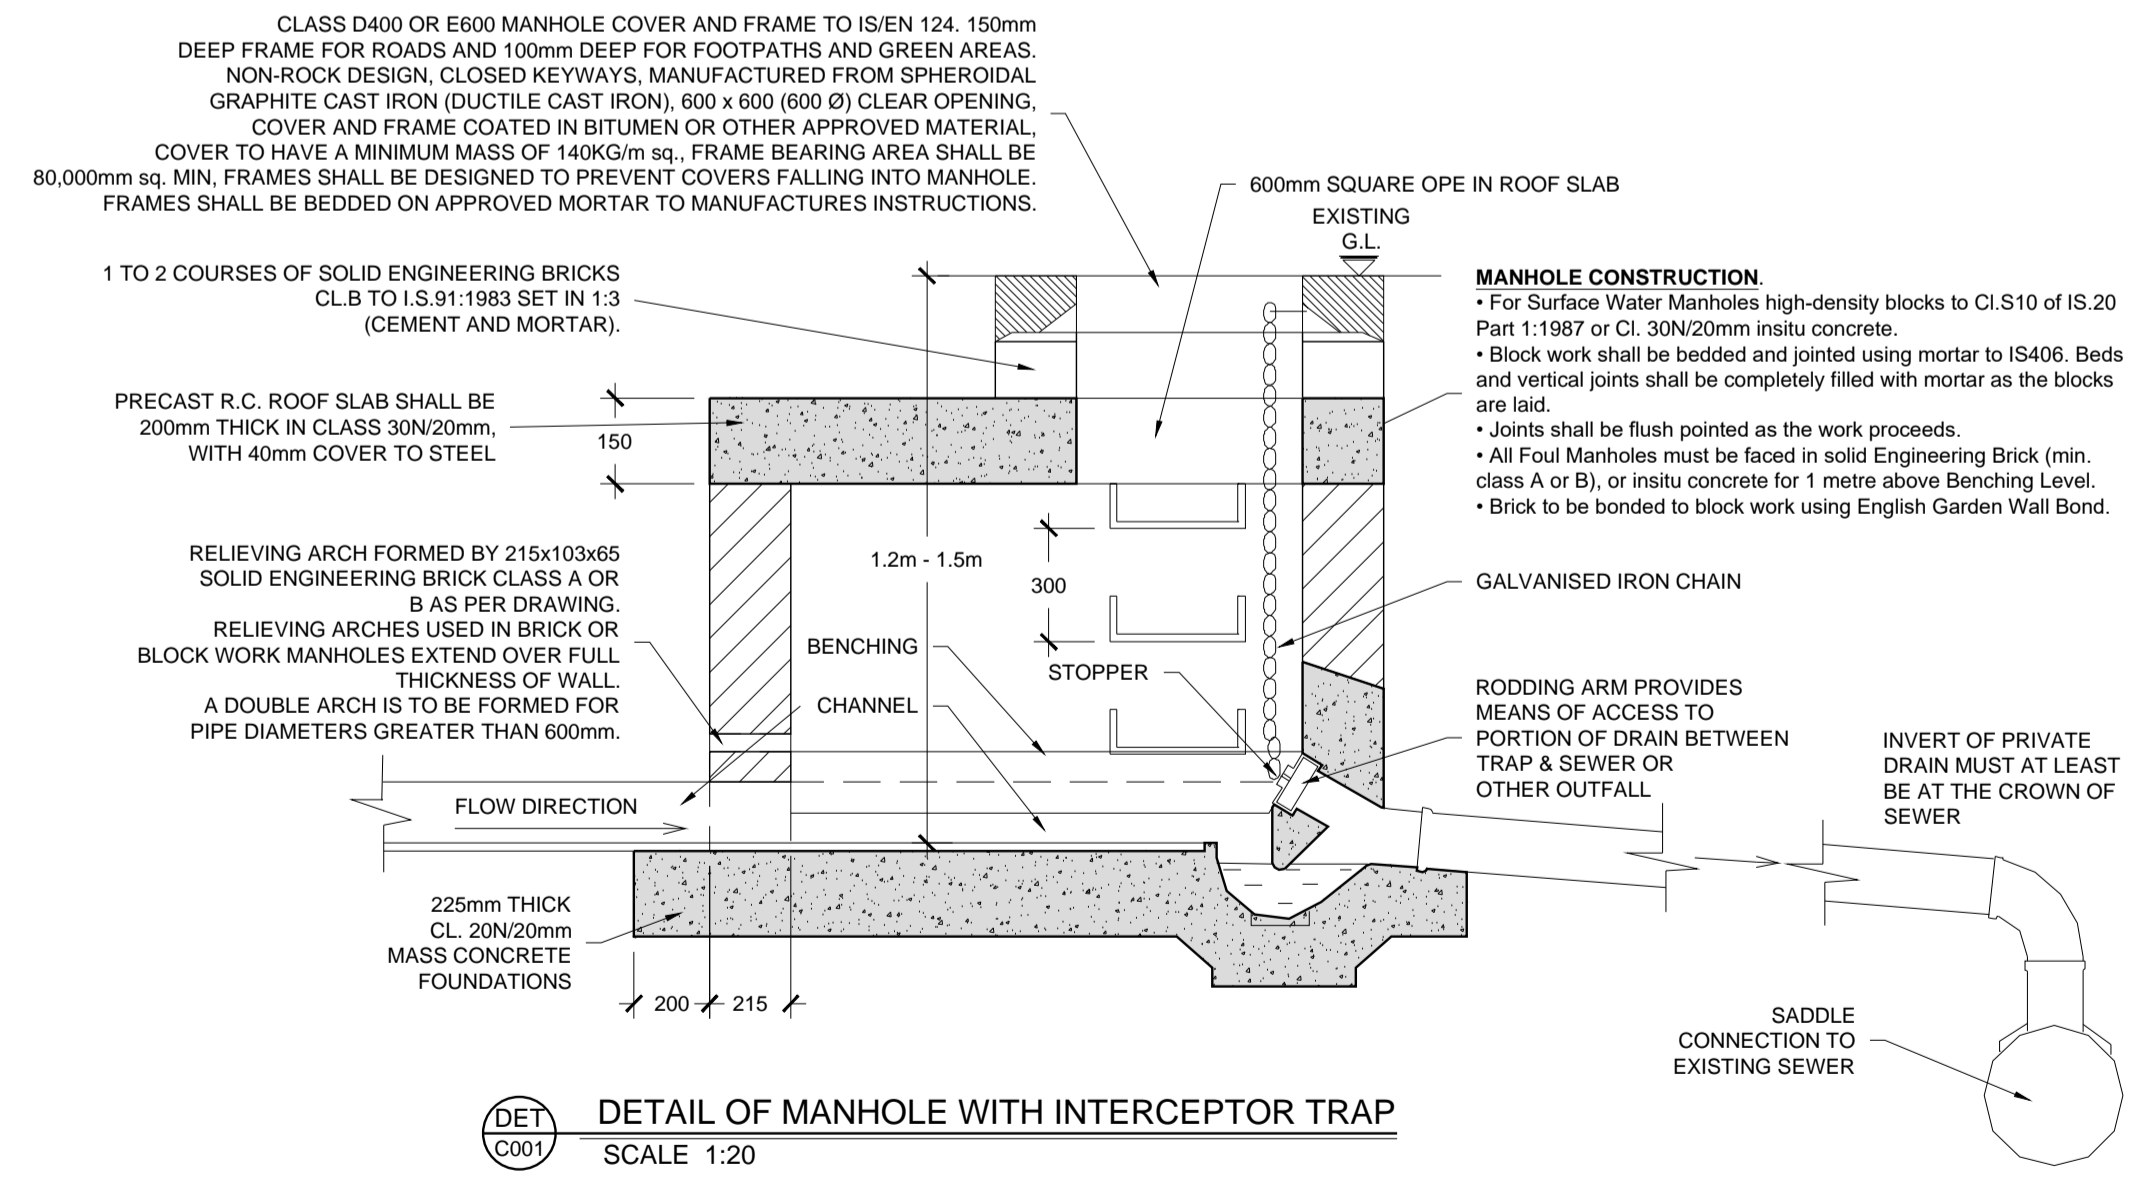 CLASS D400 OR E600 MANHOLE COVER AND FRAME TO IS/EN 124. 150mm
DEEP FRAME FOR ROADS AND 100mm DEEP FOR FOOTPATHS AND GREEN AREAS.
NON-ROCK DESIGN, CLOSED KEYWAYS, MANUFACTURED FROM SPHEROIDAL
GRAPHITE CAST IRON (DUCTILE CAST IRON), 600 x 600 (600 Ø) CLEAR OPENING,
COVER AND FRAME COATED IN BITUMEN OR OTHER APPROVED MATERIAL,
COVER TO HAVE A MINIMUM MASS OF 140KG/m sq., FRAME BEARING AREA SHALL BE
80,000mm sq. MIN, FRAMES SHALL BE DESIGNED TO PREVENT COVERS FALLING INTO MANHOLE.
FRAMES SHALL BE BEDDED ON APPROVED MORTAR TO MANUFACTURES INSTRUCTIONS.
600mm SQUARE OPE IN ROOF SLAB
EXISTING
G.L.
1 TO 2 COURSES OF SOLID ENGINEERING BRICKS
CL.B TO I.S.91:1983 SET IN 1:3
(CEMENT AND MORTAR).
PRECAST R.C. ROOF SLAB SHALL BE
200mm THICK IN CLASS 30N/20mm,
WITH 40mm COVER TO STEEL
150
MANHOLE CONSTRUCTION.
• For Surface Water Manholes high-density blocks to Cl.S10 of IS.20
Part 1:1987 or Cl. 30N/20mm insitu concrete.
• Block work shall be bedded and jointed using mortar to IS406. Beds
and vertical joints shall be completely filled with mortar as the blocks
are laid.
• Joints shall be flush pointed as the work proceeds.
• All Foul Manholes must be faced in solid Engineering Brick (min.
class A or B), or insitu concrete for 1 metre above Benching Level.
• Brick to be bonded to block work using English Garden Wall Bond.
RELIEVING ARCH FORMED BY 215x103x65
SOLID ENGINEERING BRICK CLASS A OR
B AS PER DRAWING.
RELIEVING ARCHES USED IN BRICK OR
BLOCK WORK MANHOLES EXTEND OVER FULL
THICKNESS OF WALL.
A DOUBLE ARCH IS TO BE FORMED FOR
PIPE DIAMETERS GREATER THAN 600mm.
1.2m - 1.5m
300
GALVANISED IRON CHAIN
BENCHING
STOPPER
CHANNEL
RODDING ARM PROVIDES
MEANS OF ACCESS TO
PORTION OF DRAIN BETWEEN
TRAP & SEWER OR
OTHER OUTFALL
INVERT OF PRIVATE
DRAIN MUST AT LEAST
BE AT THE CROWN OF
SEWER
FLOW DIRECTION
225mm THICK
CL. 20N/20mm
MASS CONCRETE
FOUNDATIONS
200
215
SADDLE
CONNECTION TO
EXISTING SEWER
DET
C001
DETAIL OF MANHOLE WITH INTERCEPTOR TRAP
SCALE 1:20